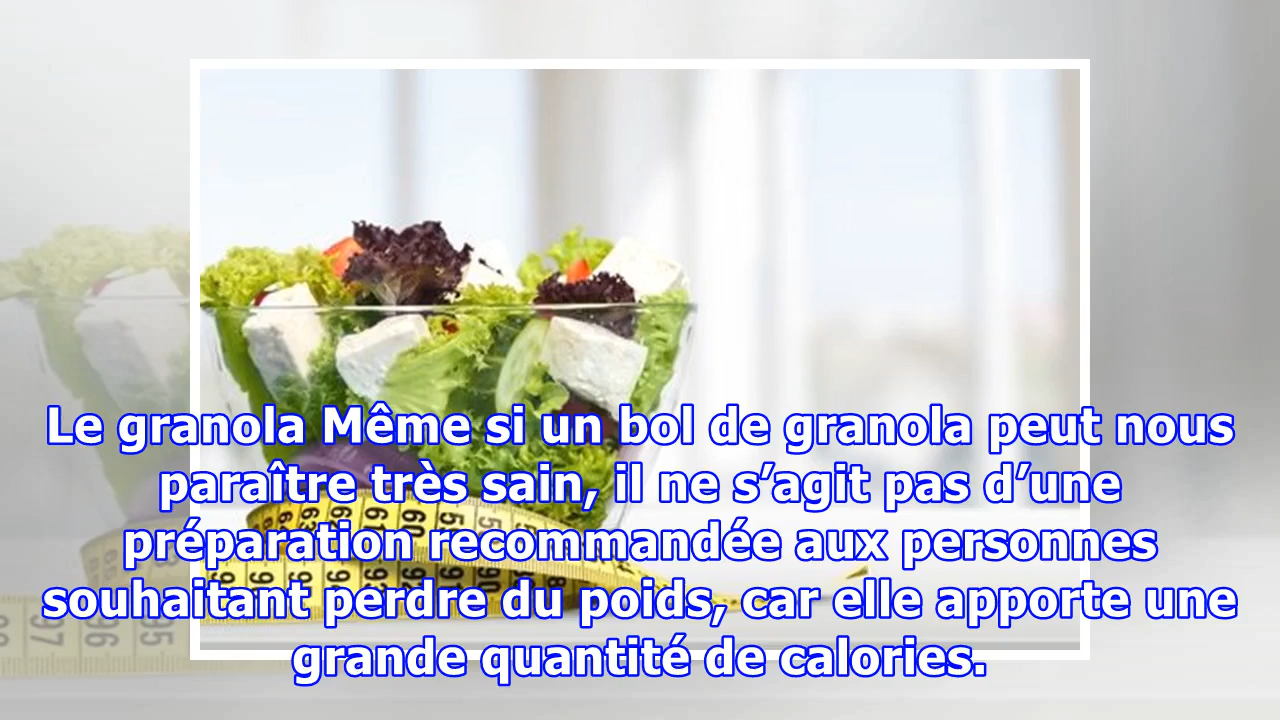 Le granola Même si un bol de granola peut nous
paraître très sain, il ne s’agit pas d’une
préparation recommandée aux personnes
souhaitant perdre du poids, car elle apporte une
grande quantité de calories.